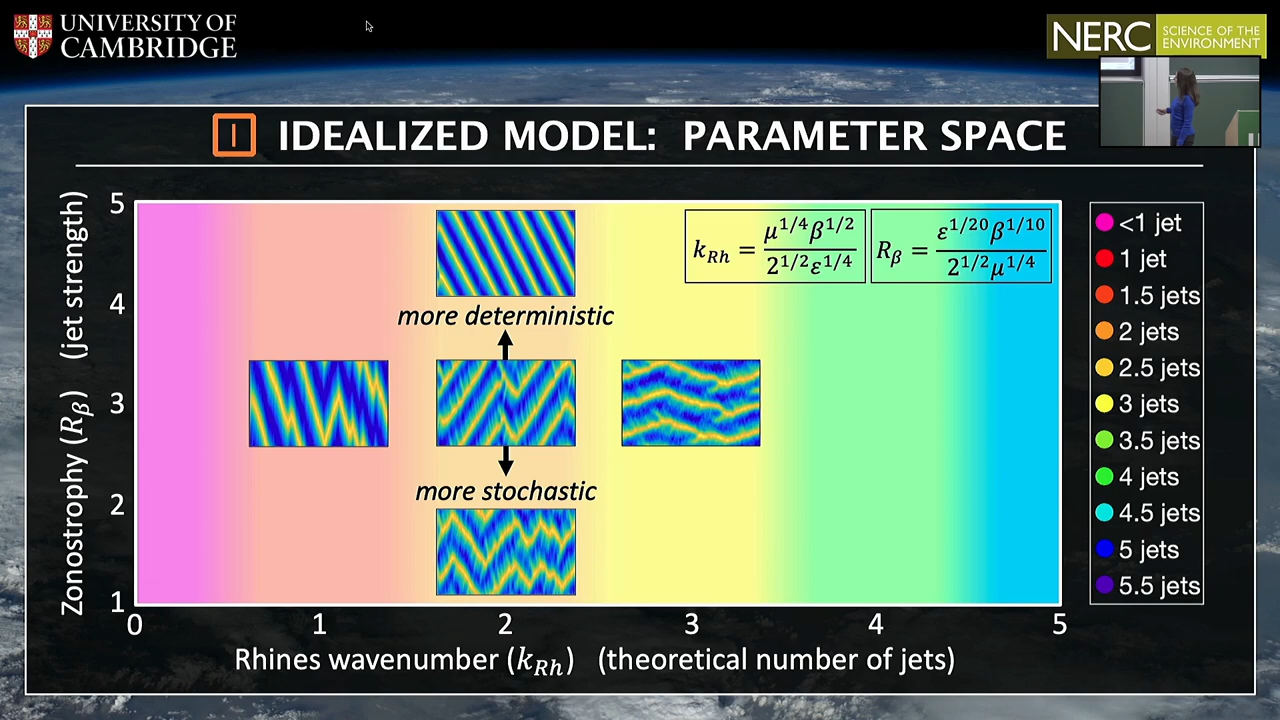 UNIVERSITY OF
CAMBRIDGE
NERC
SCIENCE OF THE
ENVIRONMENT
I IDEALIZED MODEL: PARAMETER SPACE
Zonostrophy (R_β) (jet strength)
5
4
3
2
1
k_Rh = μ^1/4 β^1/2 / 2^1/2 ε^1/4
R_β = ε^1/20 β^1/10 / 2^1/2 μ^1/4
more deterministic
more stochastic
0 1 2 3 4 5
Rhines wavenumber (k_Rh) (theoretical number of jets)
<1 jet
1 jet
1.5 jets
2 jets
2.5 jets
3 jets
3.5 jets
4 jets
4.5 jets
5 jets
5.5 jets